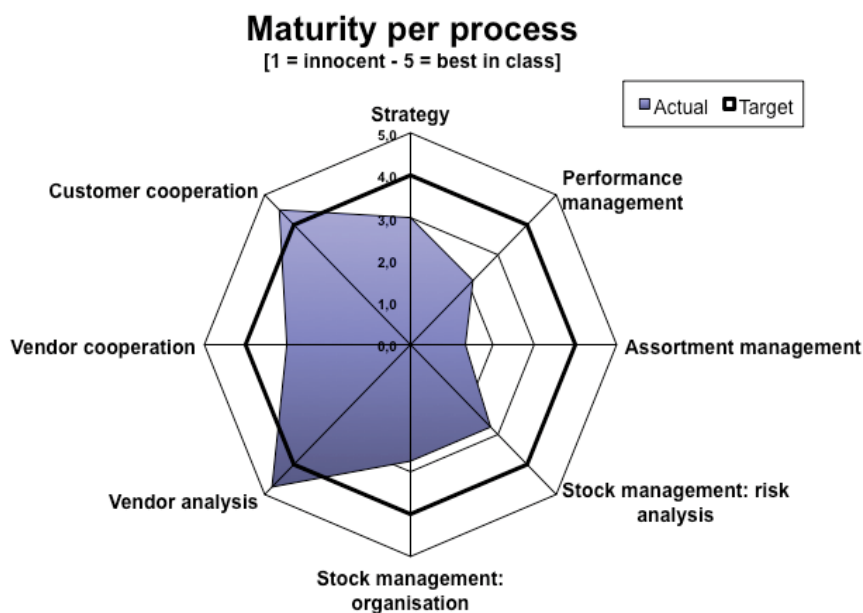 Maturity per process
[1 = innocent - 5 = best in class]
Actual Target
Strategy
5,0
4,0
3,0
2,0
1,0
0,0
Performance
management
Assortment management
Stock management: risk
analysis
Stock management:
organisation
Vendor analysis
Vendor cooperation
Customer cooperation